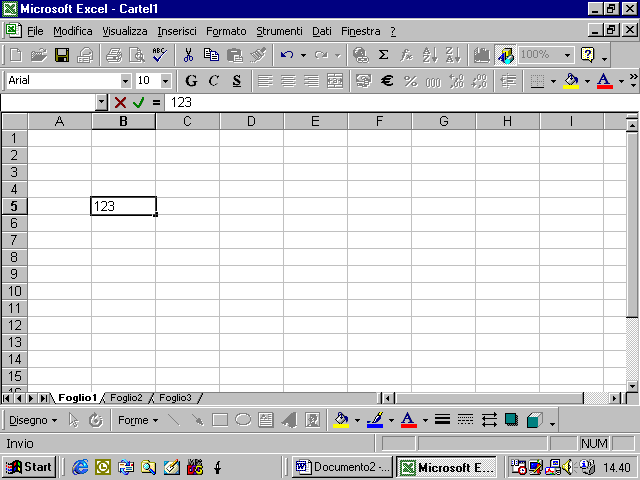 Microsoft Excel - Cartel1
File Modifica Visualizza Inserisci Formato Strumenti Dati Finestra ?
100%
Arial 10 G C S € % 000
= 123
A B C D E F G H I
1
2
3
4
5 123
6
7
8
9
10
11
12
13
14
15
16
Foglio1 Foglio2 Foglio3
Disegno Forme
Invio NUM
Start Documento2 -... Microsoft E... 14.40